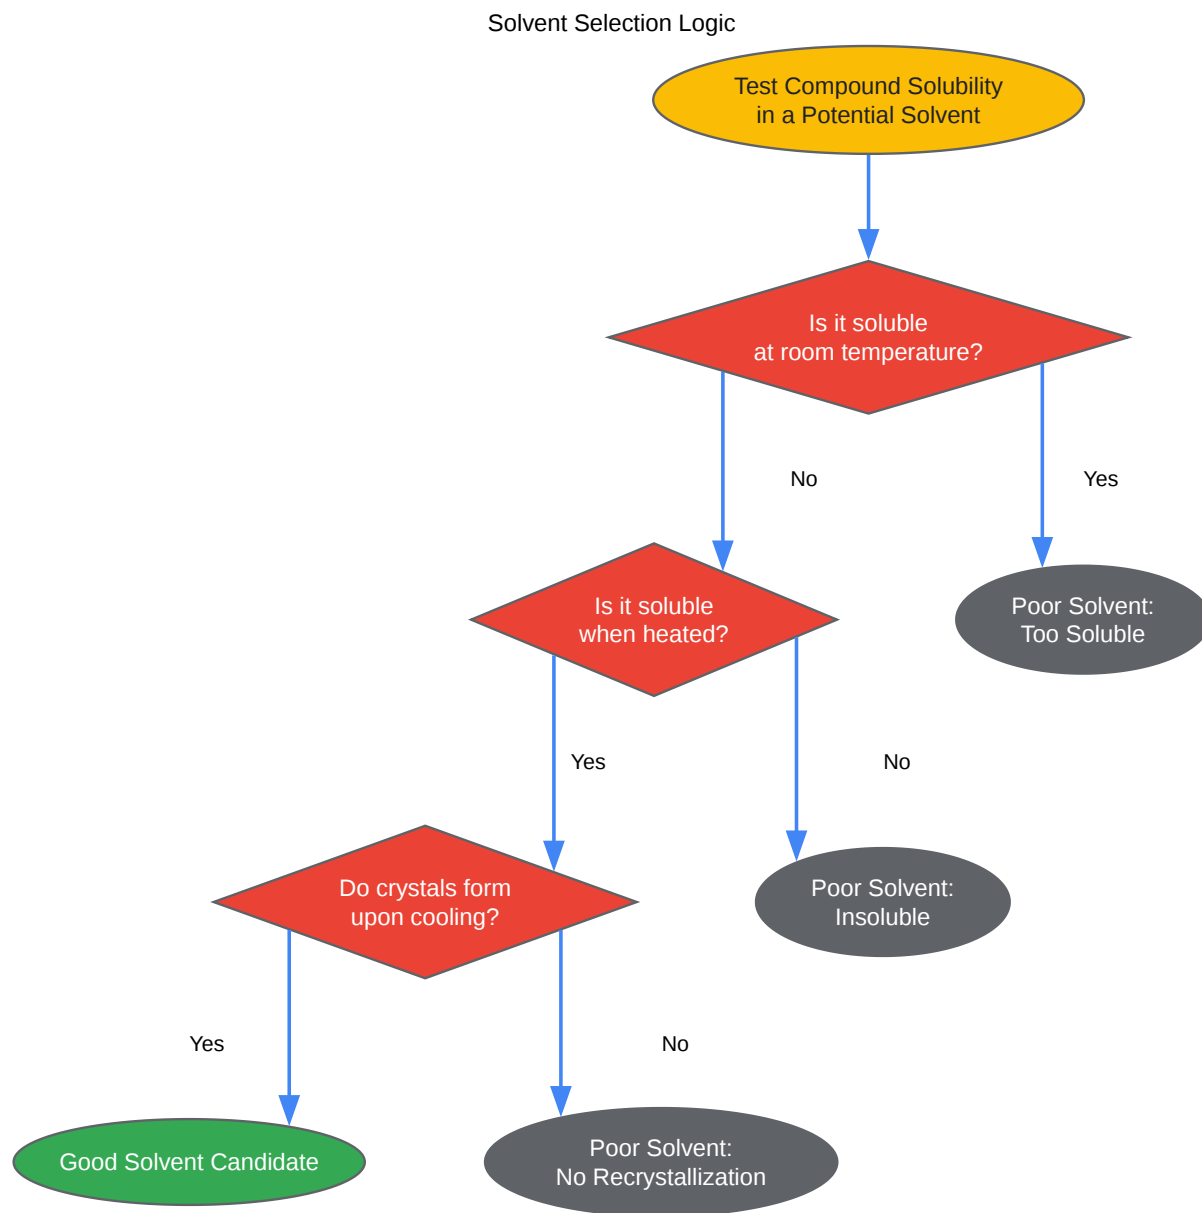 Solvent Selection Logic
Test Compound Solubility
in a Potential Solvent
Is it soluble
at room temperature?
No
Yes
Is it soluble
when heated?
Poor Solvent:
Too Soluble
Yes
No
Do crystals form
upon cooling?
Poor Solvent:
Insoluble
Yes
No
Good Solvent Candidate
Poor Solvent:
No Recrystallization